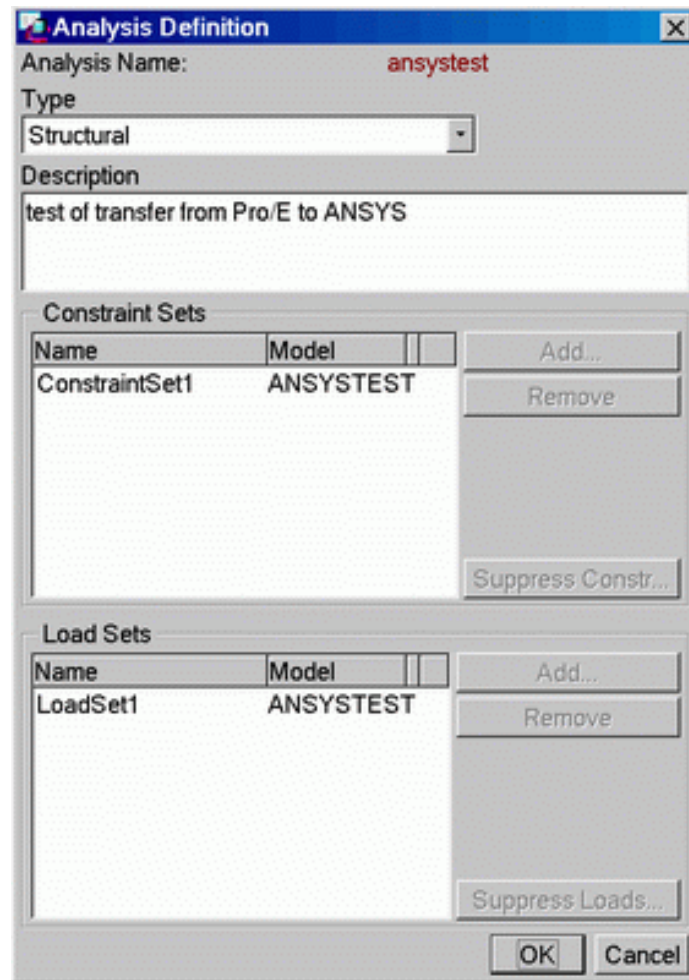 Analysis Definition
Analysis Name: ansystest
Type
Structural
Description
test of transfer from Pro/E to ANSYS
Constraint Sets
Name Model
Add...
ConstraintSet1 ANSYSTEST
Remove
Suppress Constr...
Load Sets
Name Model
Add...
LoadSet1 ANSYSTEST
Remove
Suppress Loads...
OK Cancel